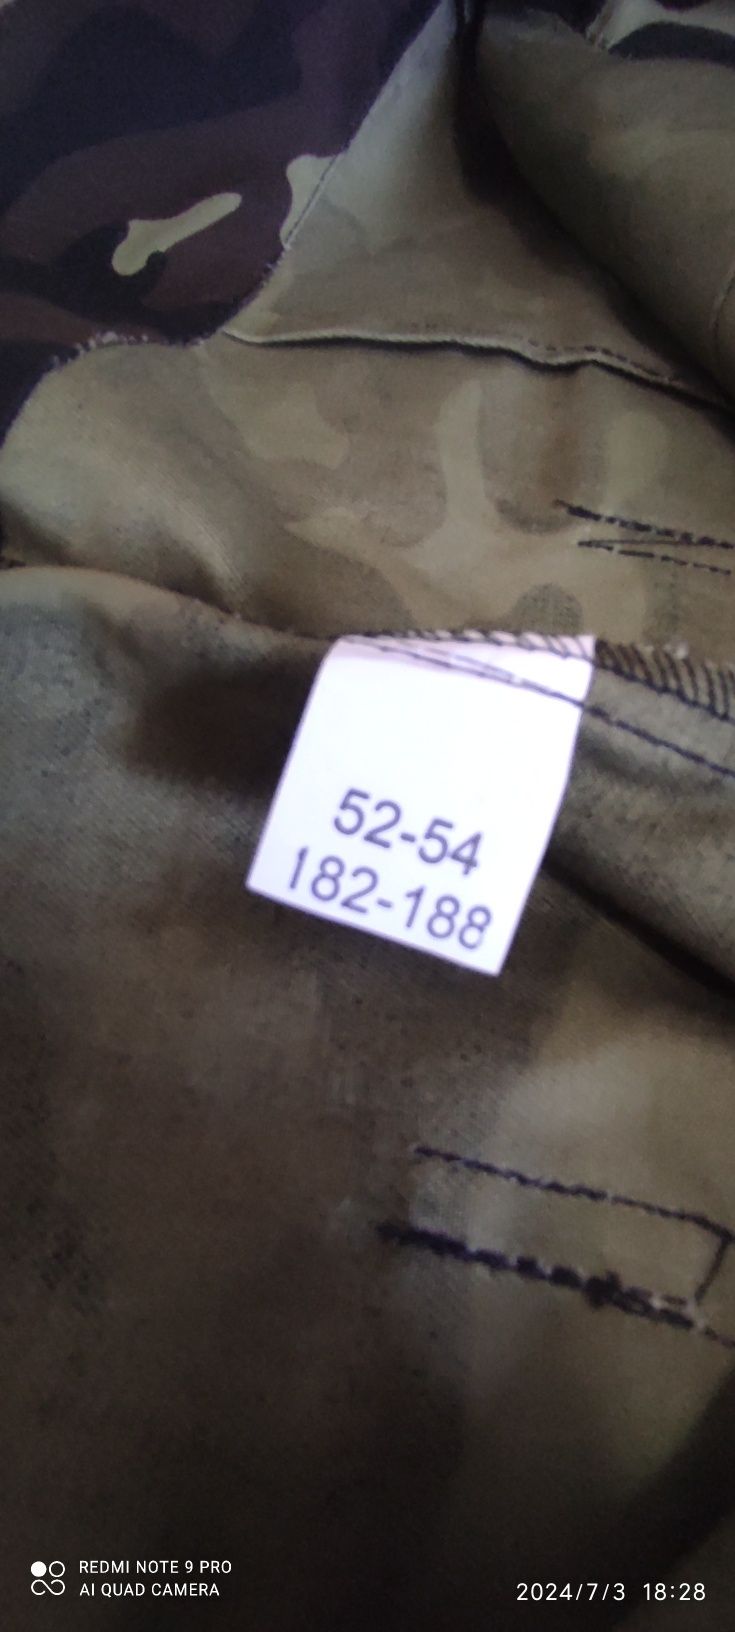 52-54
182-188
REDMI NOTE 9 PRO
AI QUAD CAMERA
2024/7/3 18:28